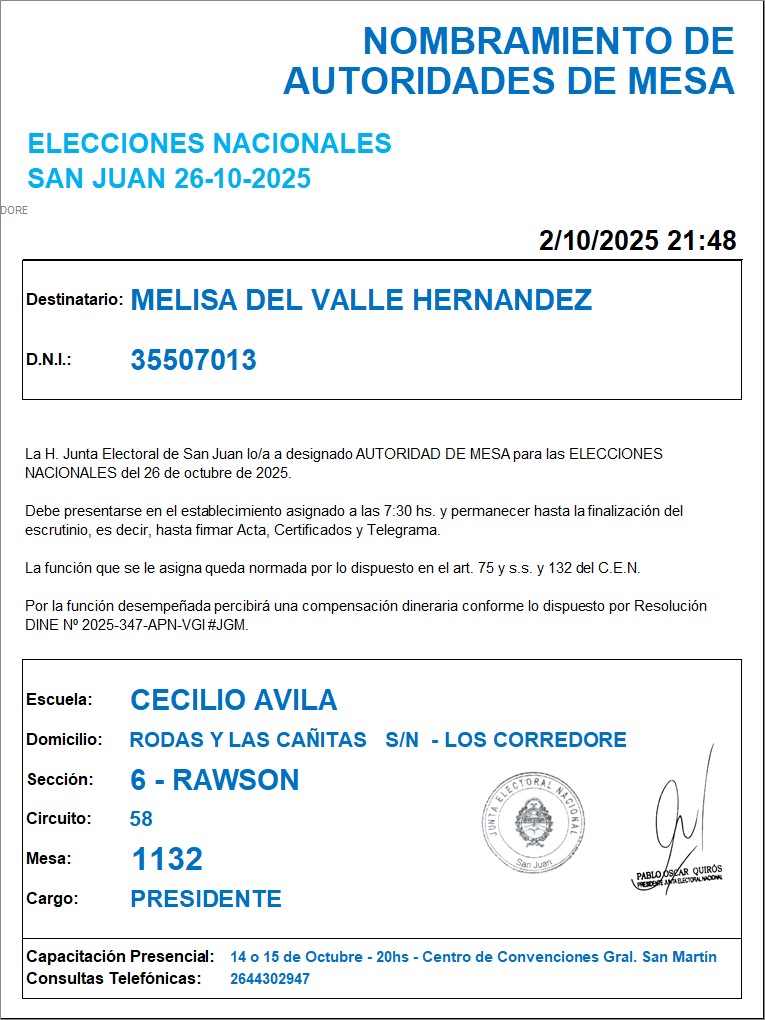 NOMBRAMIENTO DE
AUTORIDADES DE MESA
ELECCIONES NACIONALES
SAN JUAN 26-10-2025
DORE
2/10/2025 21:48
Destinatario: MELISA DEL VALLE HERNANDEZ
D.N.I.: 35507013
La H. Junta Electoral de San Juan lo/a a designado AUTORIDAD DE MESA para las ELECCIONES
NACIONALES del 26 de octubre de 2025.
Debe presentarse en el establecimiento asignado a las 7:30 hs. y permanecer hasta la finalización del
escrutinio, es decir, hasta firmar Acta, Certificados y Telegrama.
La función que se le asigna queda normada por lo dispuesto en el art. 75 y s.s. y 132 del C.E.N.
Por la función desempeñada percibirá una compensación dineraria conforme lo dispuesto por Resolución
DINE Nº 2025-347-APN-VGI#JGM.
Escuela: CECILIO AVILA
Domicilio: RODAS Y LAS CAÑITAS S/N - LOS CORREDORE
Sección: 6 - RAWSON
Circuito: 58
Mesa: 1132
Cargo: PRESIDENTE
JUNTA ELECTORAL NACIONAL
San Juan
PABLO OSCAR QUIRÓS
PRESIDENTE JUNTA ELECTORAL NACIONAL
Capacitación Presencial: 14 o 15 de Octubre - 20hs - Centro de Convenciones Gral. San Martín
Consultas Telefónicas: 2644302947